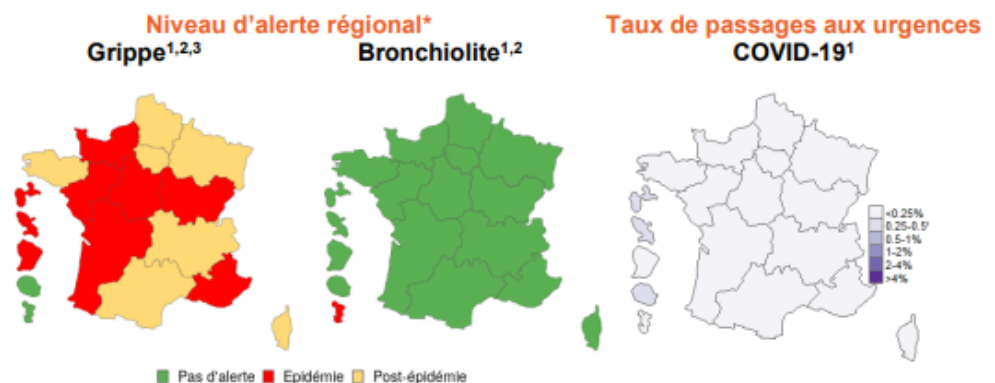 Niveau d'alerte régional*
Grippe1,2,3
Bronchiolite1,2
Taux de passages aux urgences
COVID-191
<0.25%
0.25-0.5'
0.5-1%
1-2%
2-4%
>4%
Pas d'alerte
Epidémie
Post-épidémie